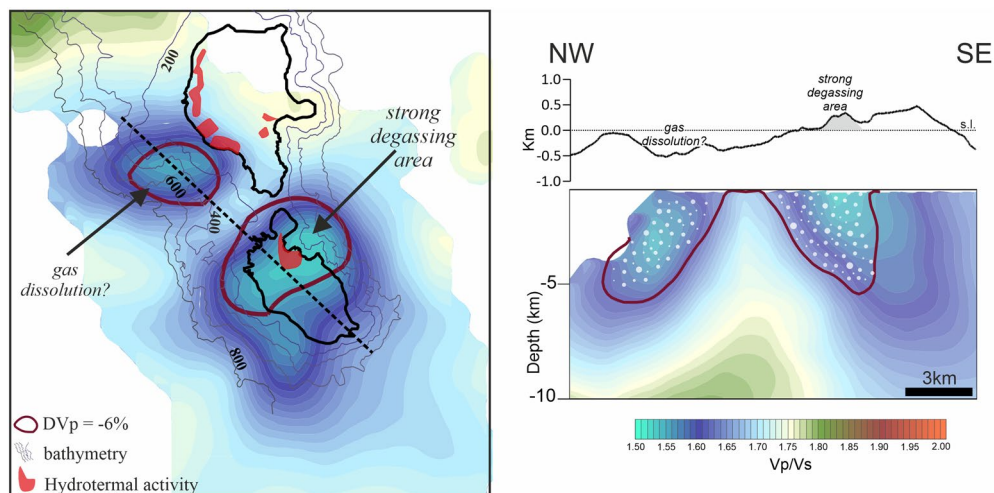 200
strong
degassing
area
600
400
gas
dissolution?
800
DVp = -6%
bathymetry
Hydrotermal activity
NW
SE
strong
degassing
area
1.0
0.5
0.0
-0.5
-1.0
Km
gas
dissolution?
s.l.
-5
-10
Depth (km)
3km
1.50 1.55 1.60 1.65 1.70 1.75 1.80 1.85 1.90 1.95 2.00
Vp/Vs